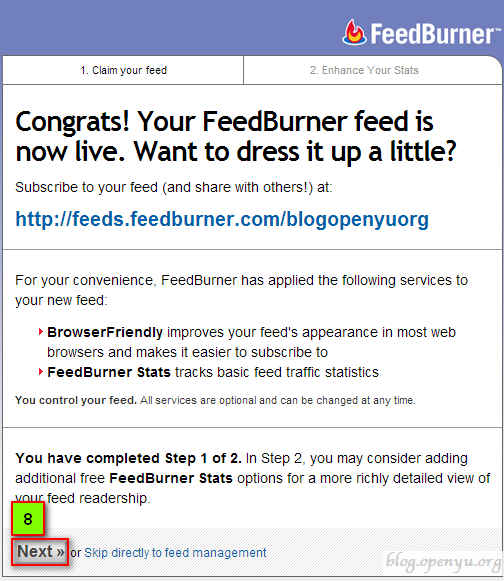 FeedBurner™
1. Claim your feed
2. Enhance Your Stats
Congrats! Your FeedBurner feed is
now live. Want to dress it up a little?
Subscribe to your feed (and share with others!) at:
http://feeds.feedburner.com/blogopenyuorg
For your convenience, FeedBurner has applied the following services to
your new feed:
BrowserFriendly improves your feed's appearance in most web
browsers and makes it easier to subscribe to
FeedBurner Stats tracks basic feed traffic statistics
You control your feed. All services are optional and can be changed at any time.
You have completed Step 1 of 2. In Step 2, you may consider adding
additional free FeedBurner Stats options for a more richly detailed view of
your feed readership.
8
Next » or Skip directly to feed management
blog.openyu.org